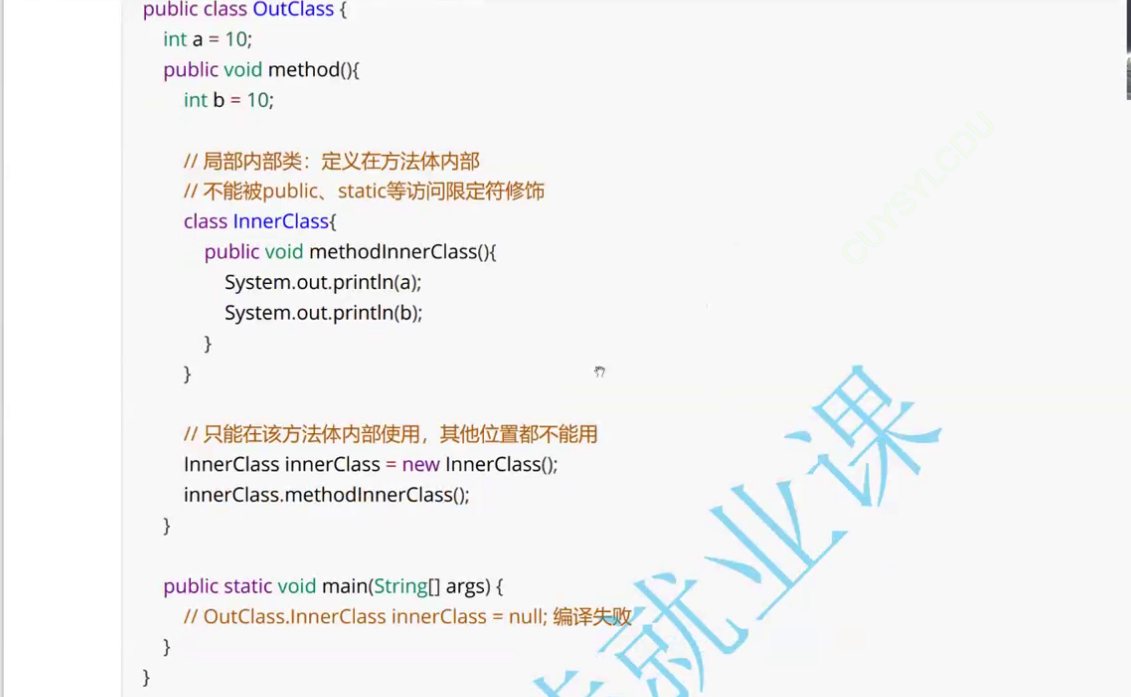 public class OutClass {
int a = 10;
public void method(){
int b = 10;
// 局部内部类：定义在方法体内部
// 不能被public、static等访问限定符修饰
class InnerClass{
public void methodInnerClass(){
System.out.println(a);
System.out.println(b);
}
}
// 只能在该方法体内部使用，其他位置都不能用
InnerClass innerClass = new InnerClass();
innerClass.methodInnerClass();
}
public static void main(String[] args) {
// OutClass.InnerClass innerClass = null; 编译失败
}
}
就业课